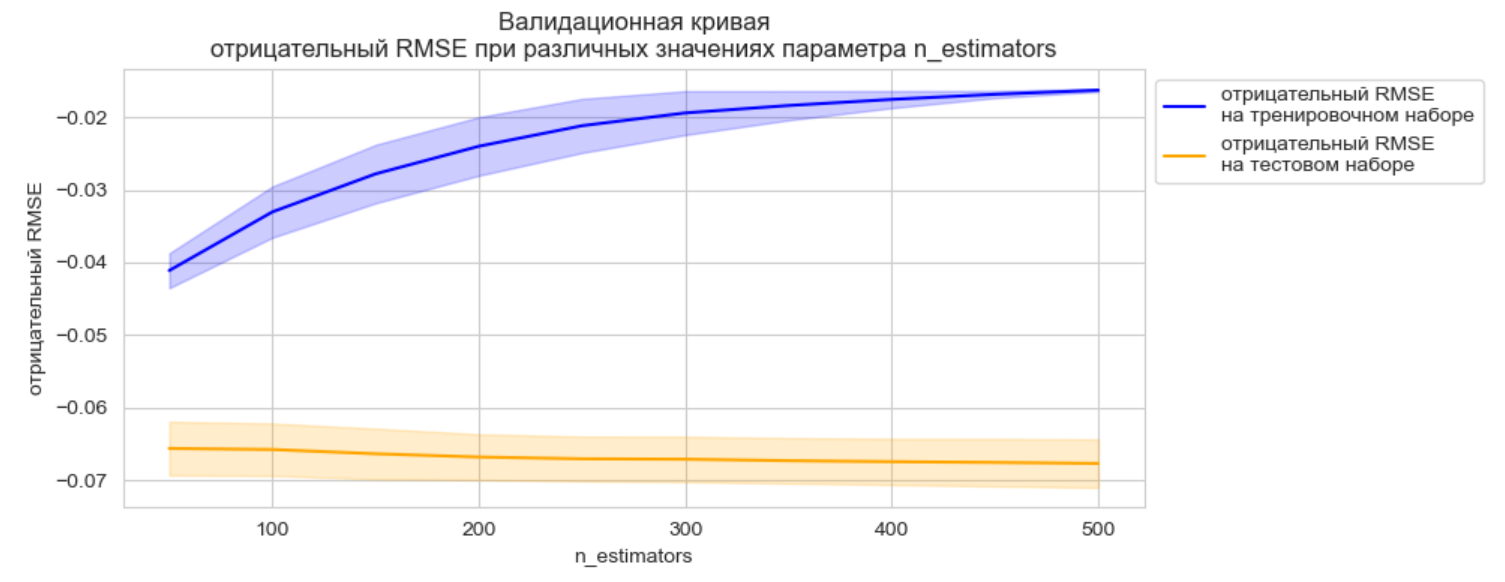 Валидационная кривая
отрицательный RMSE при различных значениях параметра n_estimators
отрицательный RMSE
на тренировочном наборе
отрицательный RMSE
на тестовом наборе
отрицательный RMSE
−0.02
−0.03
−0.04
−0.05
−0.06
−0.07
100
200
300
400
500
n_estimators